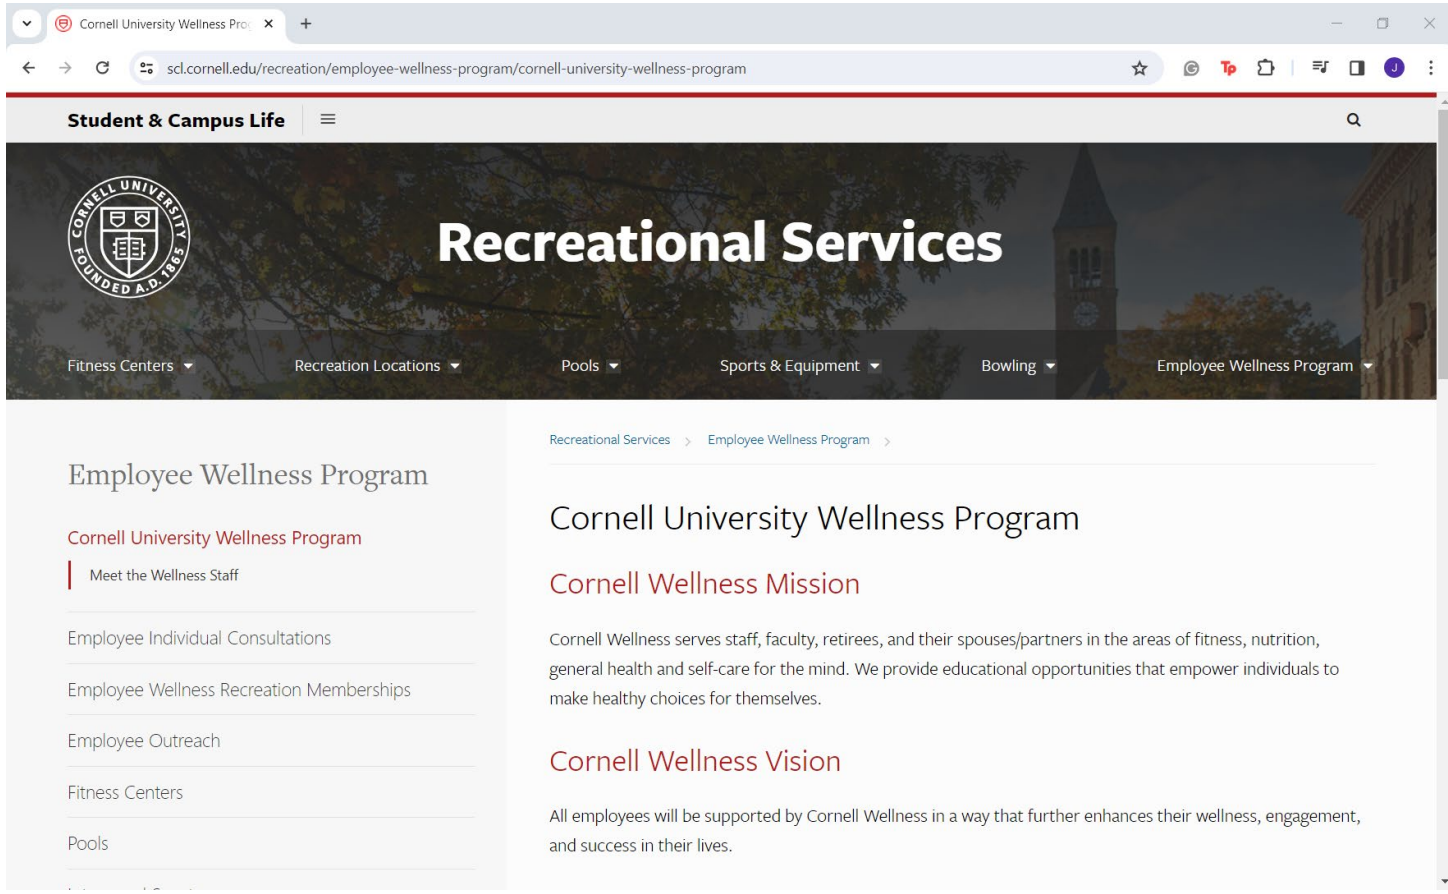 Cornell University Wellness Pro
scl.cornell.edu/recreation/employee-wellness-program/cornell-university-wellness-program
Tp
J
Student & Campus Life
CORNELL UNIVERSITY
FOUNDED A.D. 1865
Recreational Services
Fitness Centers
Recreation Locations
Pools
Sports & Equipment
Bowling
Employee Wellness Program
Employee Wellness Program
Cornell University Wellness Program
Meet the Wellness Staff
Employee Individual Consultations
Employee Wellness Recreation Memberships
Employee Outreach
Fitness Centers
Pools
Recreational Services > Employee Wellness Program >
Cornell University Wellness Program
Cornell Wellness Mission
Cornell Wellness serves staff, faculty, retirees, and their spouses/partners in the areas of fitness, nutrition,
general health and self-care for the mind. We provide educational opportunities that empower individuals to
make healthy choices for themselves.
Cornell Wellness Vision
All employees will be supported by Cornell Wellness in a way that further enhances their wellness, engagement,
and success in their lives.